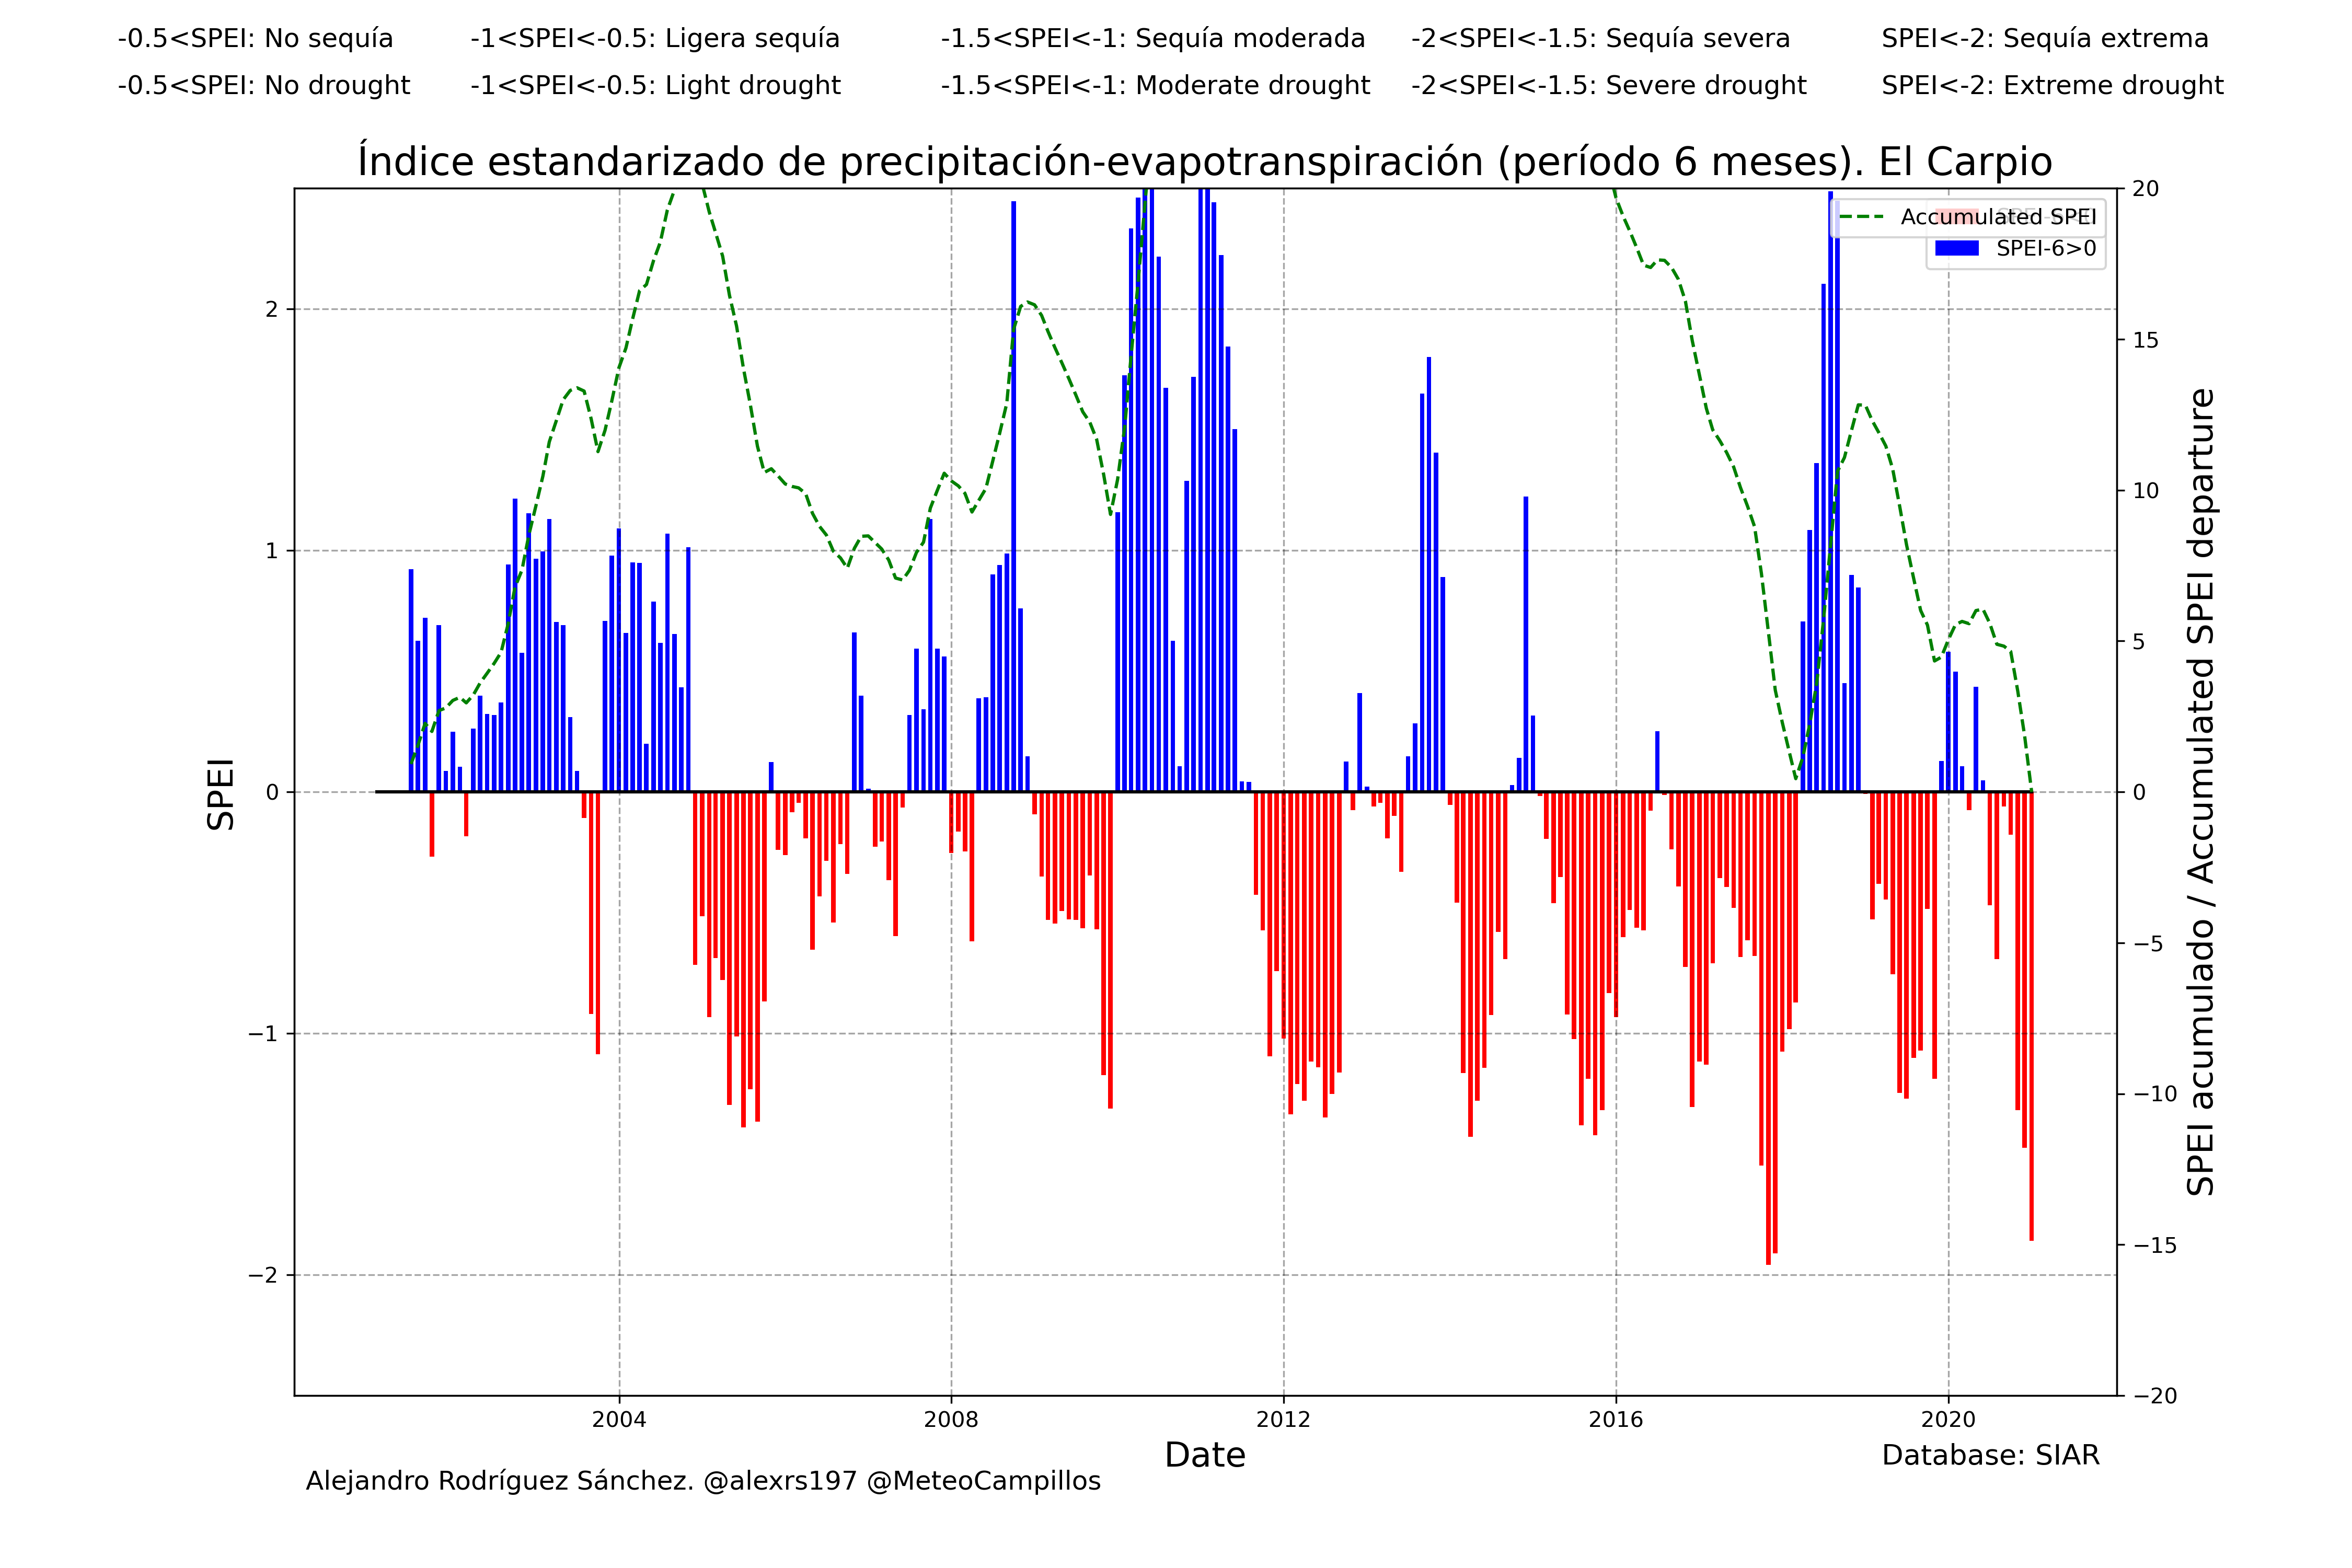 -0.5<SPEI: No sequía -1<SPEI<-0.5: Ligera sequía -1.5<SPEI<-1: Sequía moderada -2<SPEI<-1.5: Sequía severa SPEI<-2: Sequía extrema
-0.5<SPEI: No drought -1<SPEI<-0.5: Light drought -1.5<SPEI<-1: Moderate drought -2<SPEI<-1.5: Severe drought SPEI<-2: Extreme drought
Índice estandarizado de precipitación-evapotranspiración (período 6 meses). El Carpio
Accumulated SPEI
SPEI-6>0
SPEI
2
1
0
−1
−2
20
15
10
5
0
−5
−10
−15
−20
SPEI acumulado / Accumulated SPEI departure
2004 2008 2012 2016 2020
Date
Database: SIAR
Alejandro Rodríguez Sánchez. @alexrs197 @MeteoCampillos